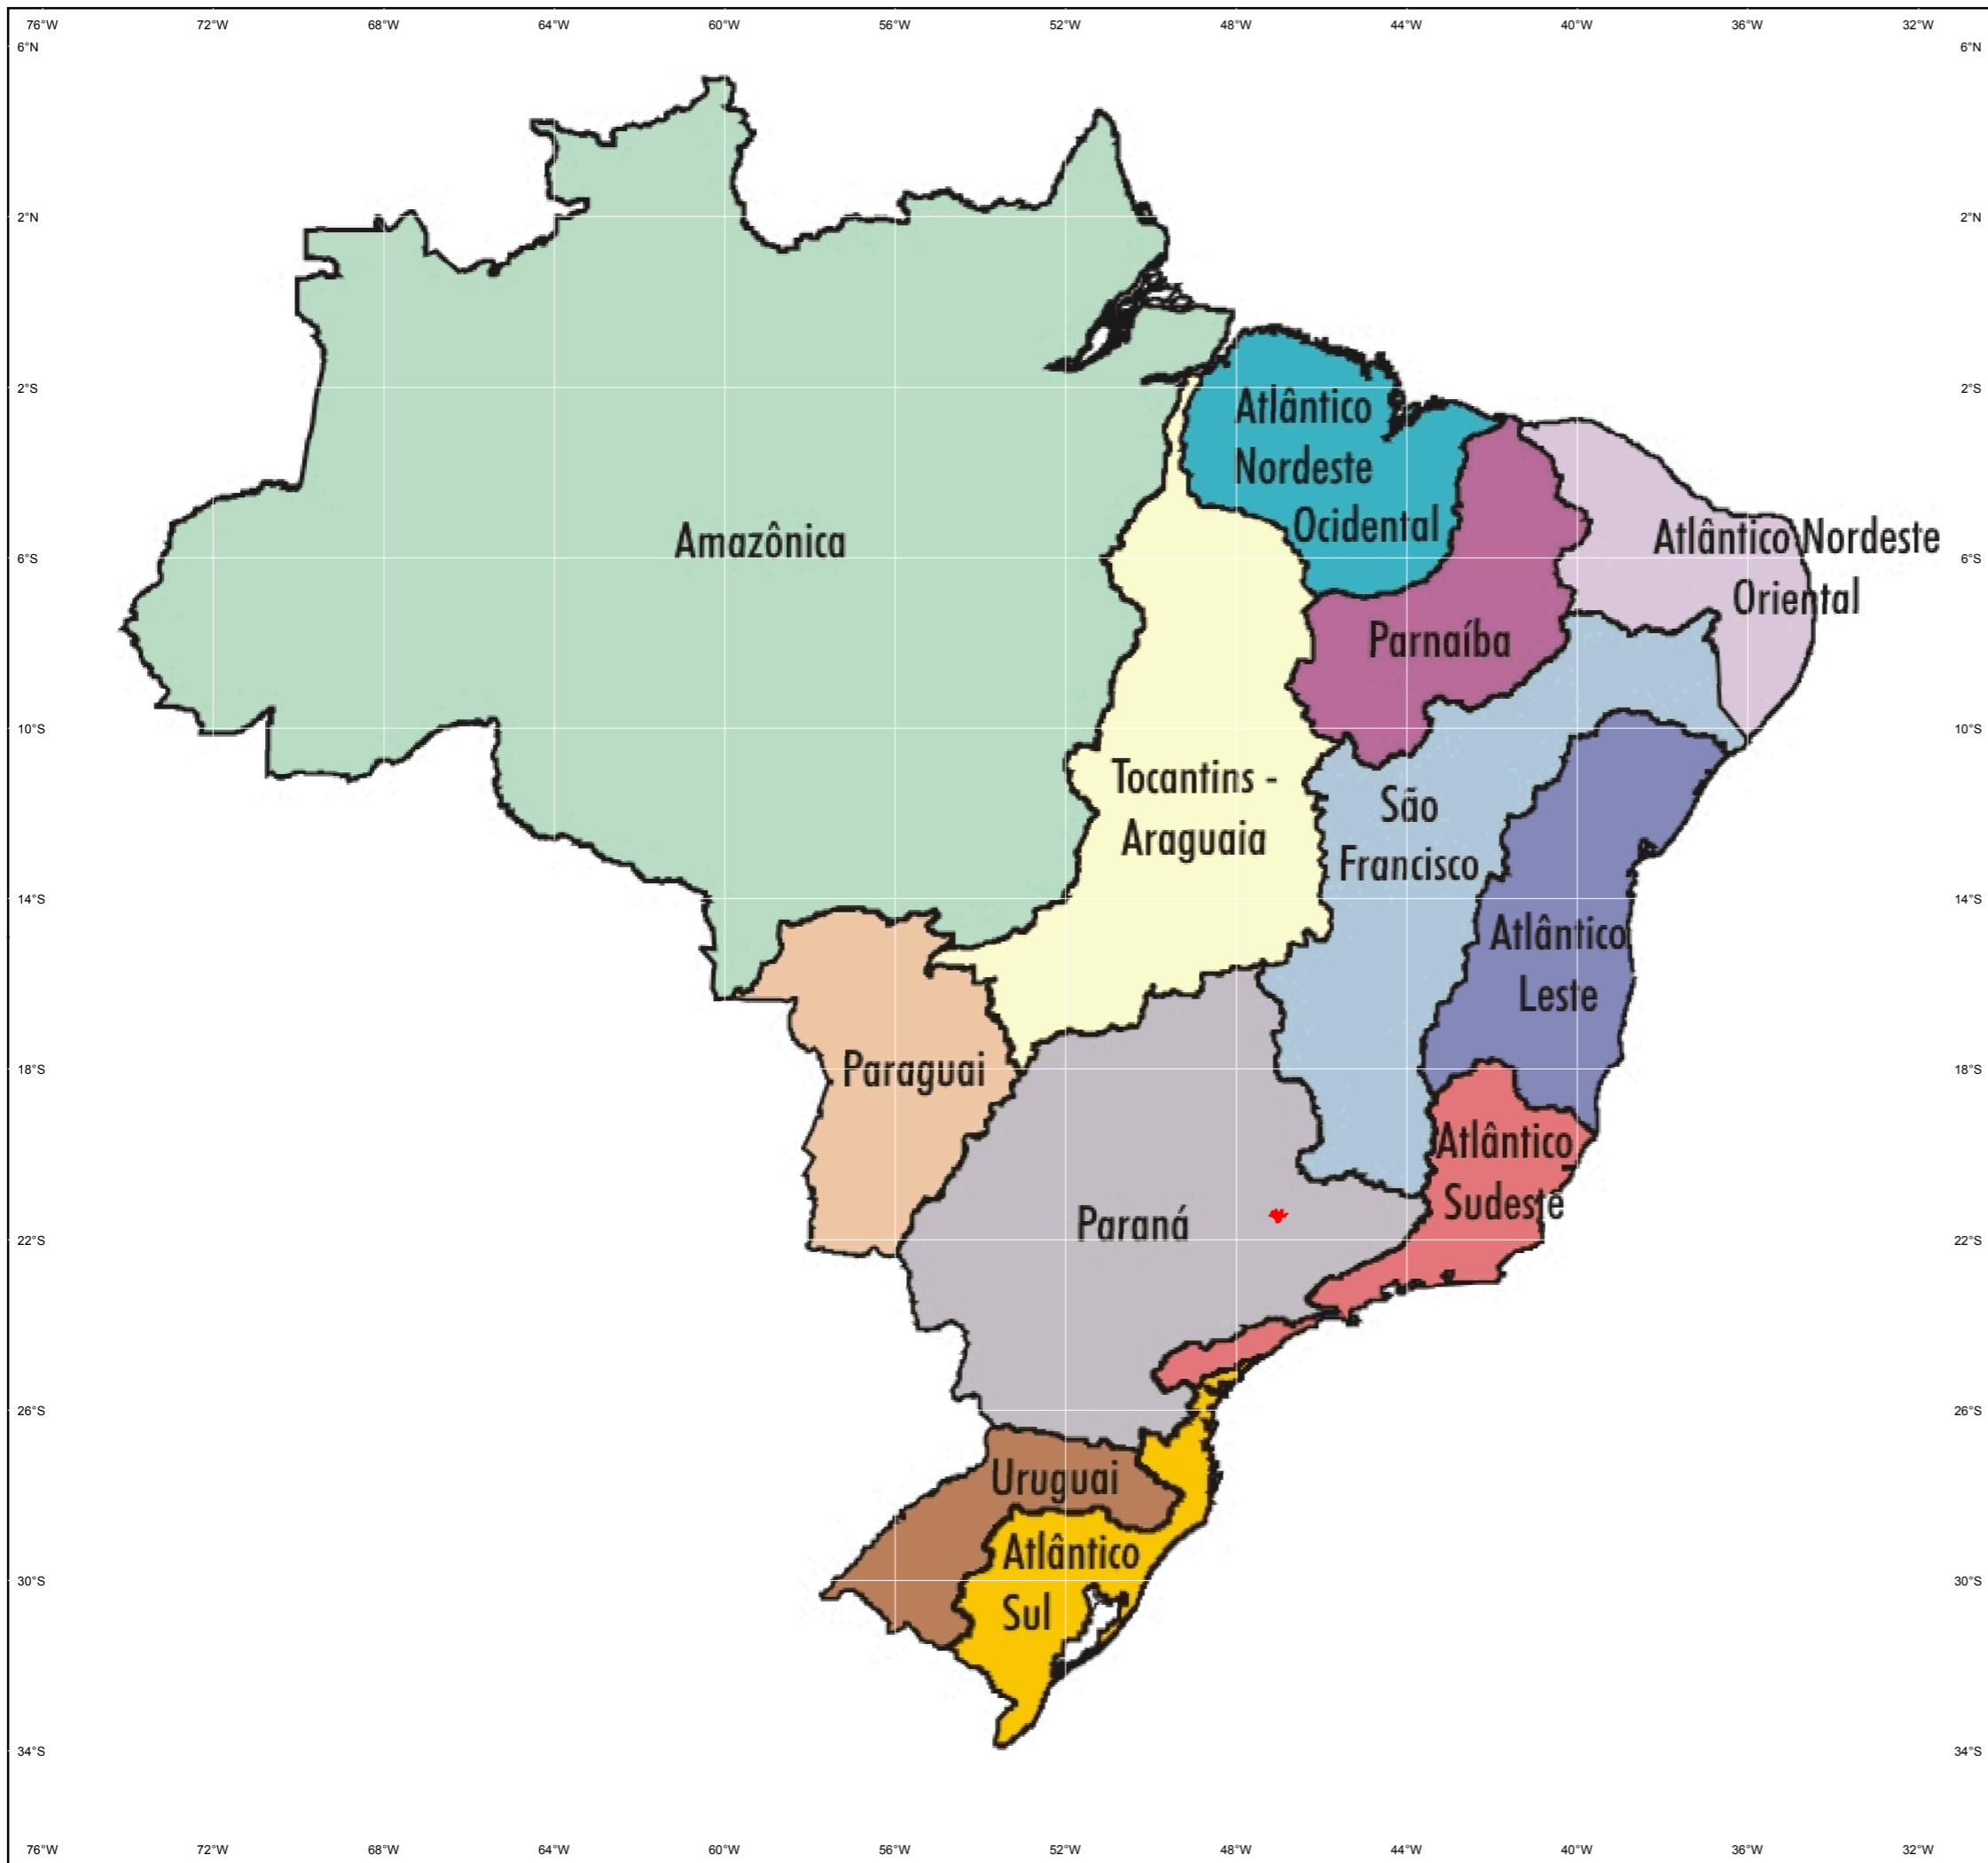 76°W 72°W 68°W 64°W 60°W 56°W 52°W 48°W 44°W 40°W 36°W 32°W
6°N 6°N
2°N 2°N
2°S 2°S
Atlântico
Nordeste
Ocidental
Atlântico Nordeste
Oriental
Amazônica
6°S 6°S
Parnaíba
10°S 10°S
Tocantins -
Araguaia
São
Francisco
14°S 14°S
Atlântico
Leste
Paraguai
18°S 18°S
Atlântico
Sudeste
Paraná
22°S 22°S
26°S 26°S
Uruguai
Atlântico
Sul
30°S 30°S
34°S 34°S
76°W 72°W 68°W 64°W 60°W 56°W 52°W 48°W 44°W 40°W 36°W 32°W